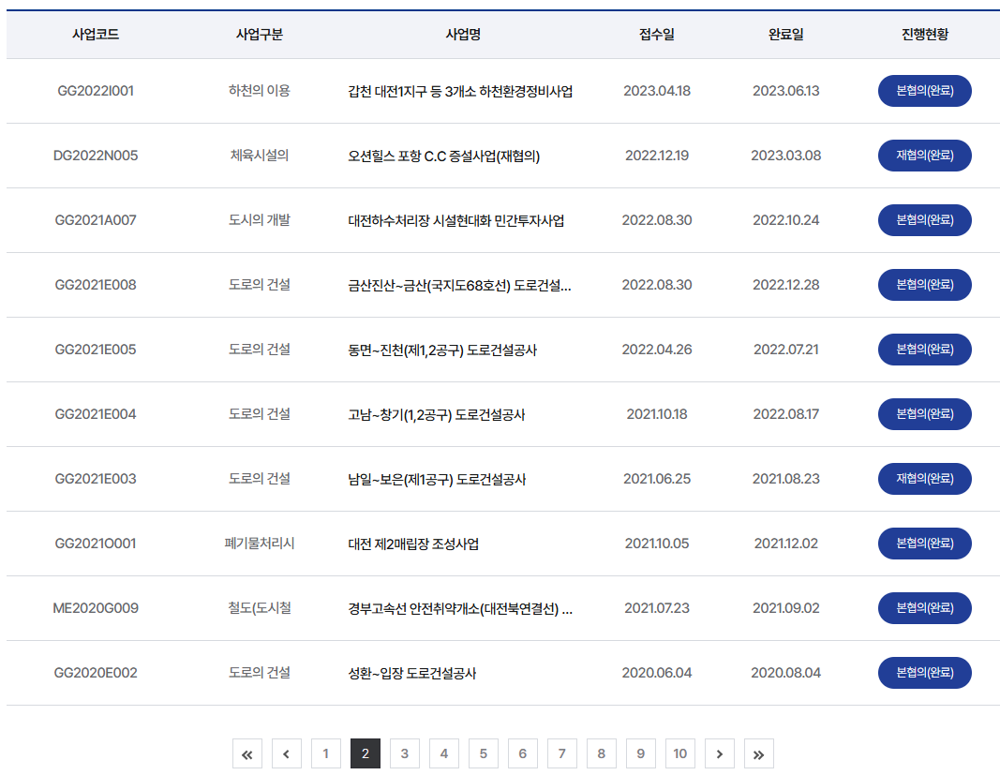 사업코드 사업구분 사업명 접수일 완료일 진행현황
GG2022I001 하천의 이용 갑천 대전1지구 등 3개소 하천환경정비사업 2023.04.18 2023.06.13 본협의(완료)
DG2022N005 체육시설의 오션힐스 포항 C.C 증설사업(재협의) 2022.12.19 2023.03.08 재협의(완료)
GG2021A007 도시의 개발 대전하수처리장 시설현대화 민간투자사업 2022.08.30 2022.10.24 본협의(완료)
GG2021E008 도로의 건설 금산진산~금산(국지도68호선) 도로건설... 2022.08.30 2022.12.28 본협의(완료)
GG2021E005 도로의 건설 동면~진천(제1,2공구) 도로건설공사 2022.04.26 2022.07.21 본협의(완료)
GG2021E004 도로의 건설 고남~창기(1,2공구) 도로건설공사 2021.10.18 2022.08.17 본협의(완료)
GG2021E003 도로의 건설 남일~보은(제1공구) 도로건설공사 2021.06.25 2021.08.23 재협의(완료)
GG2021O001 폐기물처리시 대전 제2매립장 조성사업 2021.10.05 2021.12.02 본협의(완료)
ME2020G009 철도(도시철 경부고속선 안전취약개소(대전북연결선) ... 2021.07.23 2021.09.02 본협의(완료)
GG2020E002 도로의 건설 성환~입장 도로건설공사 2020.06.04 2020.08.04 본협의(완료)
« ‹ 1 2 3 4 5 6 7 8 9 10 › »